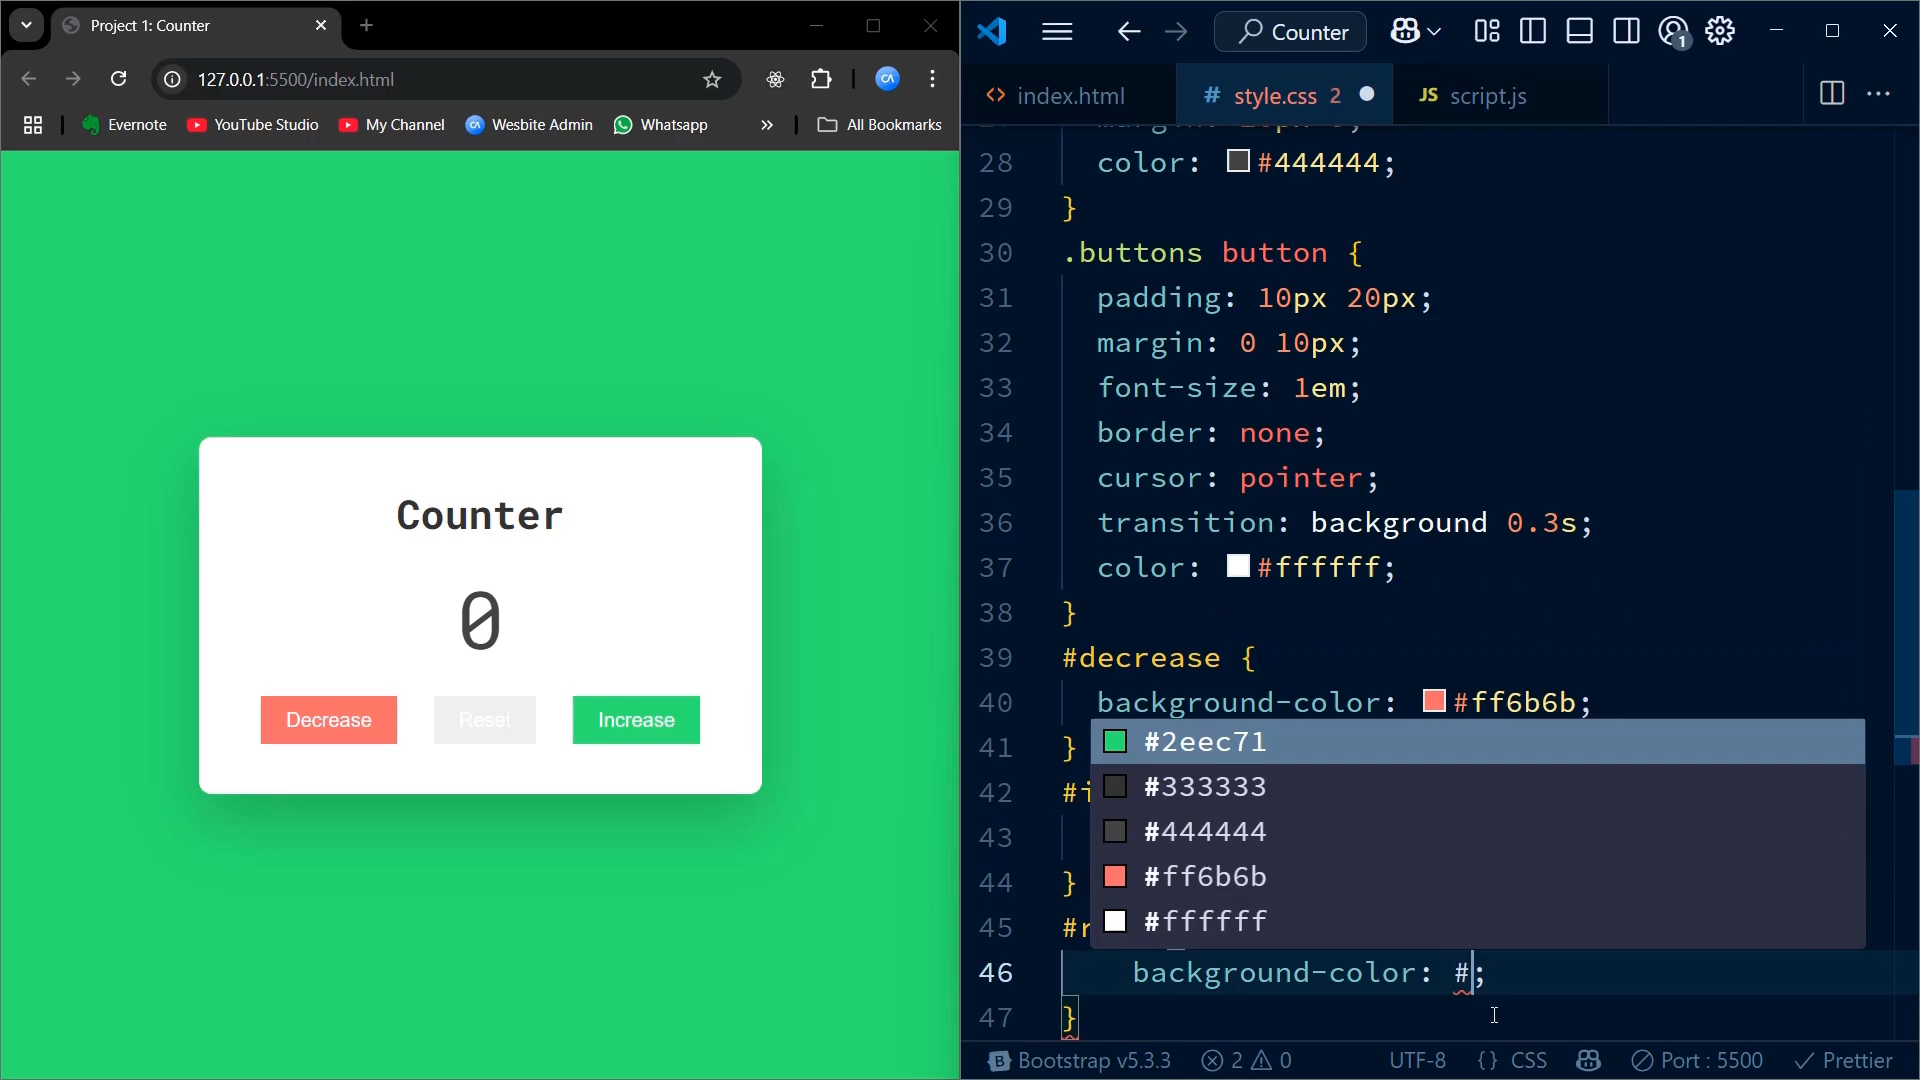 Project 1: Counter
127.0.0.1:5500/index.html
Evernote
YouTube Studio
My Channel
Wesbite Admin
Whatsapp
All Bookmarks
Counter
0
Decrease
Reset
Increase
Counter
1
index.html
# style.css 2
JS script.js
28 color: #444444;
29 }
30 .buttons button {
31 padding: 10px 20px;
32 margin: 0 10px;
33 font-size: 1em;
34 border: none;
35 cursor: pointer;
36 transition: background 0.3s;
37 color: #ffffff;
38 }
39 #decrease {
40 background-color: #ff6b6b;
41 }
#2eec71
#333333
42 #i
#444444
43
#ff6b6b
44 }
#ffffff
45 #r
46 background-color: #;
47 }
Bootstrap v5.3.3
2
0
UTF-8
{ } CSS
Port : 5500
Prettier